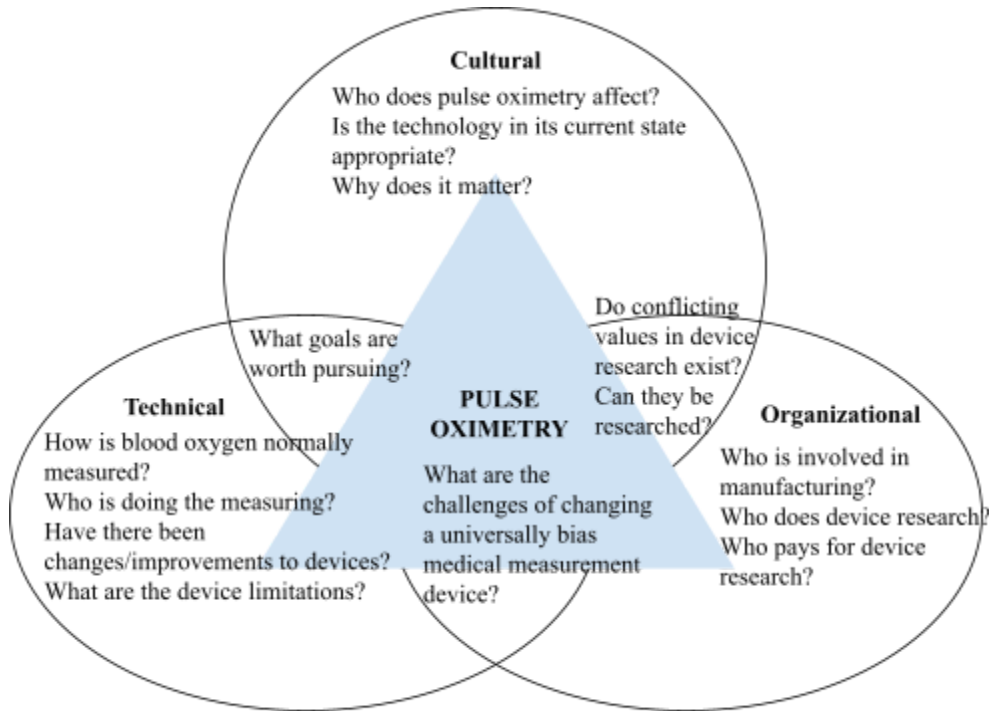 Cultural
Who does pulse oximetry affect?
Is the technology in its current state
appropriate?
Why does it matter?
What goals are
worth pursuing?
Do conflicting
values in device
research exist?
Can they be
researched?
Technical
How is blood oxygen normally
measured?
Who is doing the measuring?
Have there been
changes/improvements to devices?
What are the device limitations?
PULSE
OXIMETRY
What are the
challenges of changing
a universally bias
medical measurement
device?
Organizational
Who is involved in
manufacturing?
Who does device research?
Who pays for device
research?